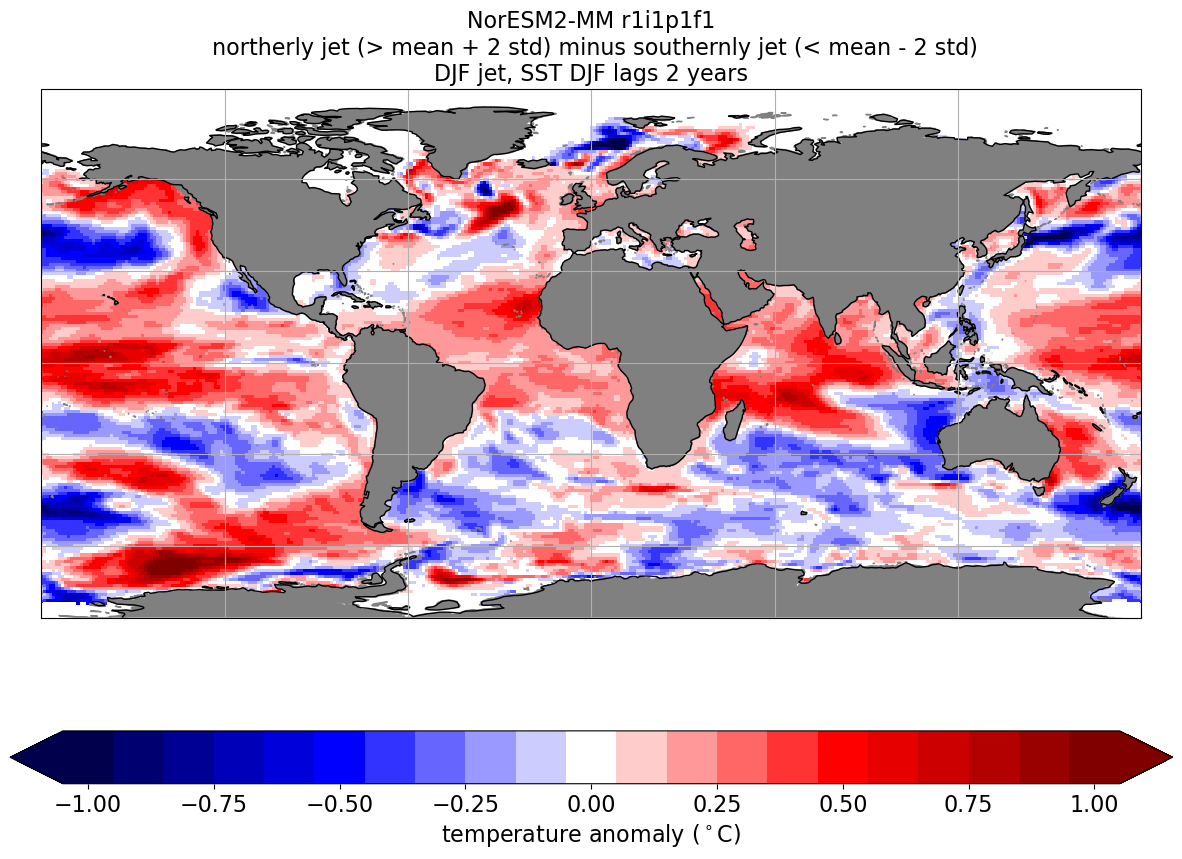 NorESM2-MM r1i1p1f1
northerly jet (> mean + 2 std) minus southernly jet (< mean - 2 std)
DJF jet, SST DJF lags 2 years
−1.00 −0.75 −0.50 −0.25 0.00 0.25 0.50 0.75 1.00
temperature anomaly (°C)